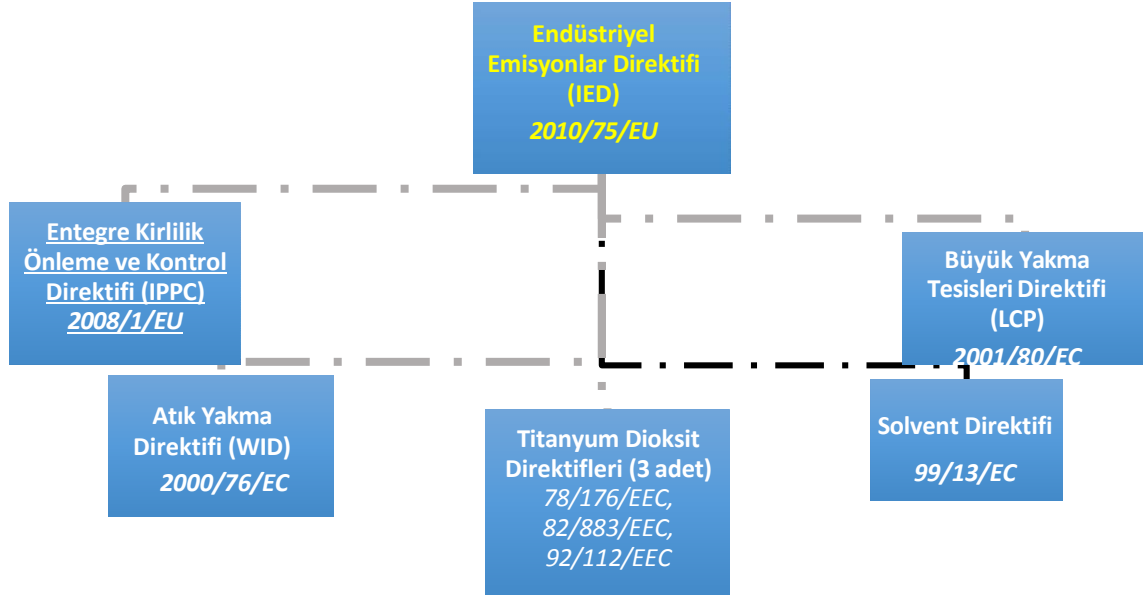 Endüstriyel
Emisyonlar Direktifi
(IED)
2010/75/EU
Entegre Kirlilik
Önleme ve Kontrol
Direktifi (IPPC)
2008/1/EU
Büyük Yakma
Tesisleri Direktifi
(LCP)
2001/80/EC
Atık Yakma
Direktifi (WID)
2000/76/EC
Titanyum Dioksit
Direktifleri (3 adet)
78/176/EEC,
82/883/EEC,
92/112/EEC
Solvent Direktifi
99/13/EC